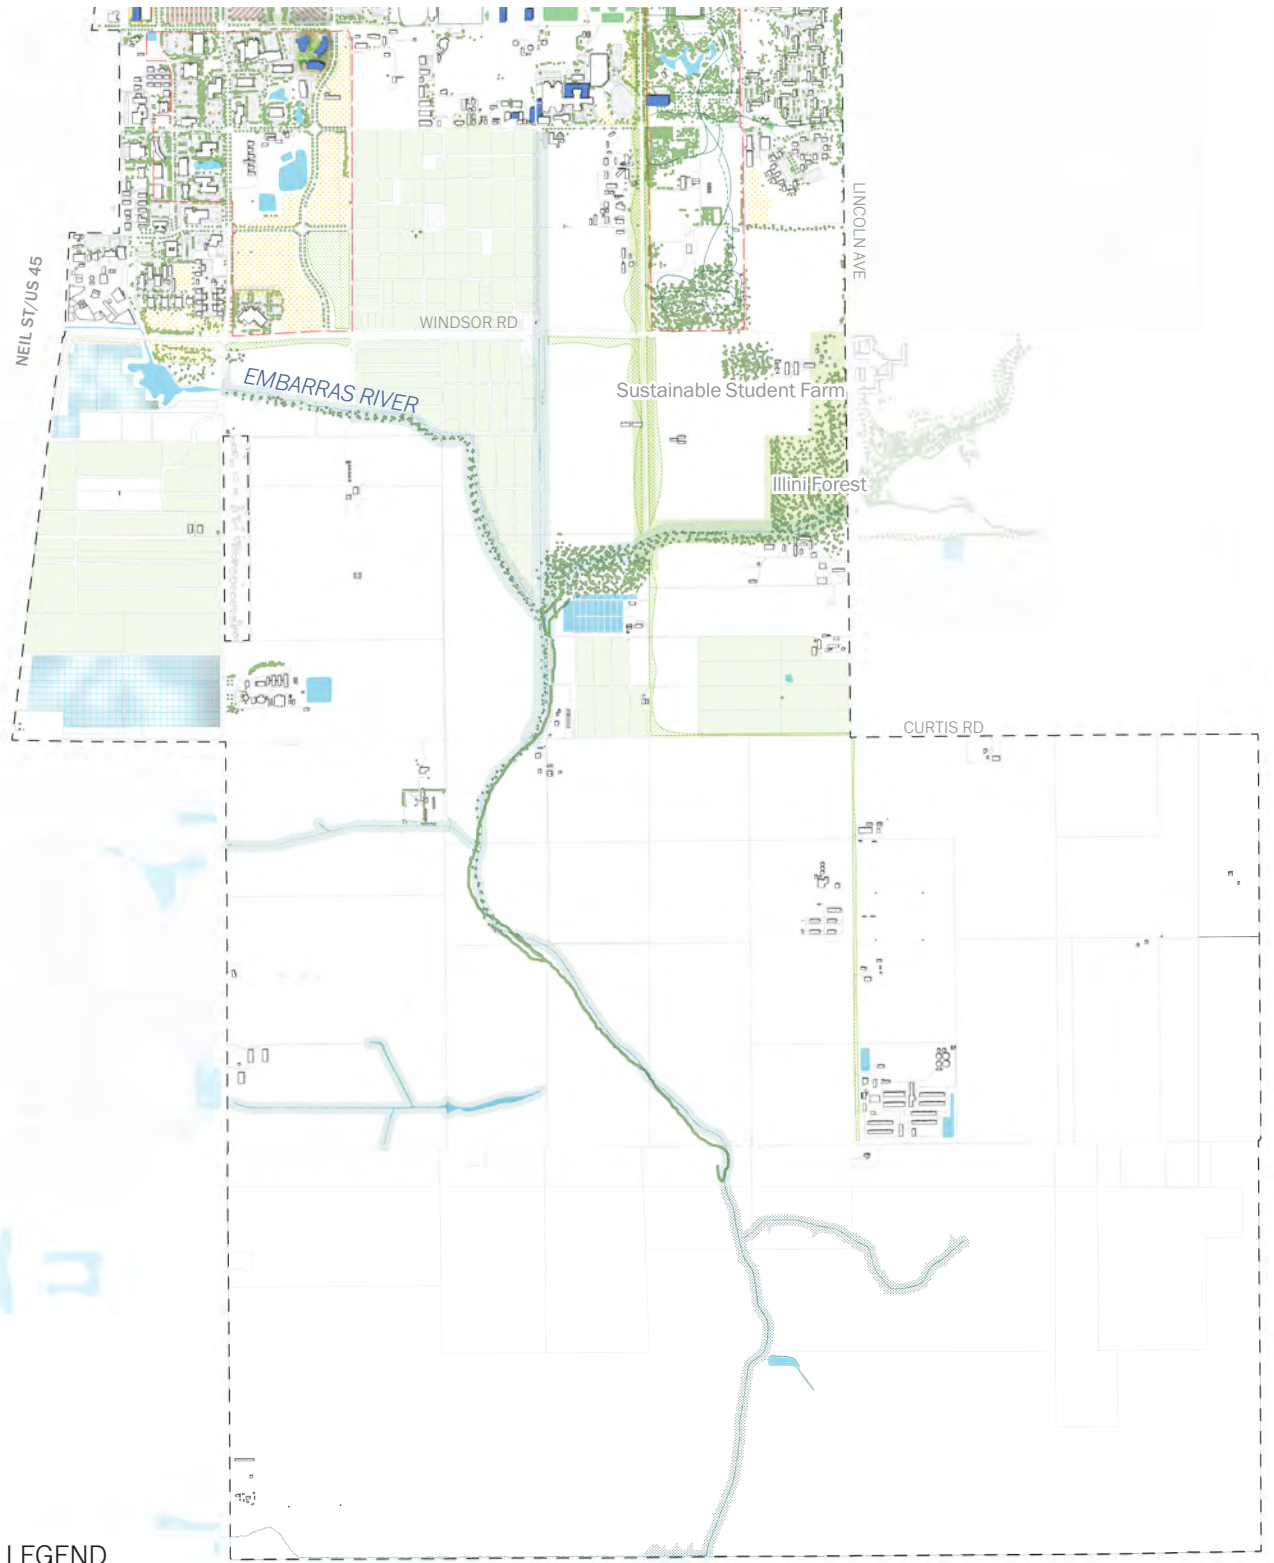 LINCOLN AVE
NEIL ST/US 45
WINDSOR RD
EMBARRAS RIVER
Sustainable Student Farm
Illini Forest
CURTIS RD
LEGEND